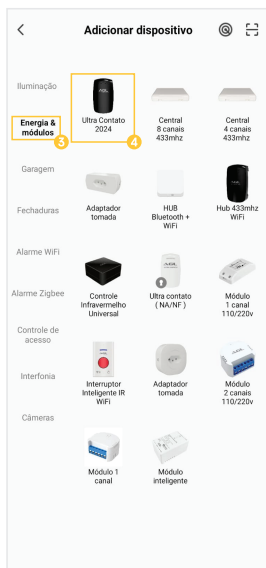 Adicionar dispositivo
Iluminação
Energia &
módulos
3
Garagem
Fechaduras
Alarme WiFi
Alarme Zigbee
Controle de
acesso
Interfonia
Câmeras
AGL
Ultra Contato
2024
4
Central
8 canais
433mhz
Central
4 canais
433mhz
Adaptador
tomada
HUB
Bluetooth +
WiFi
Hub 433mhz
WiFi
Controle
Infravermelho
Universal
AGL
Ultra contato
( NA/NF )
Módulo
1 canal
110/220v
Interruptor
Inteligente IR
WiFi
Adaptador
tomada
Módulo
2 canais
110/220v
Módulo 1
canal
Módulo
inteligente